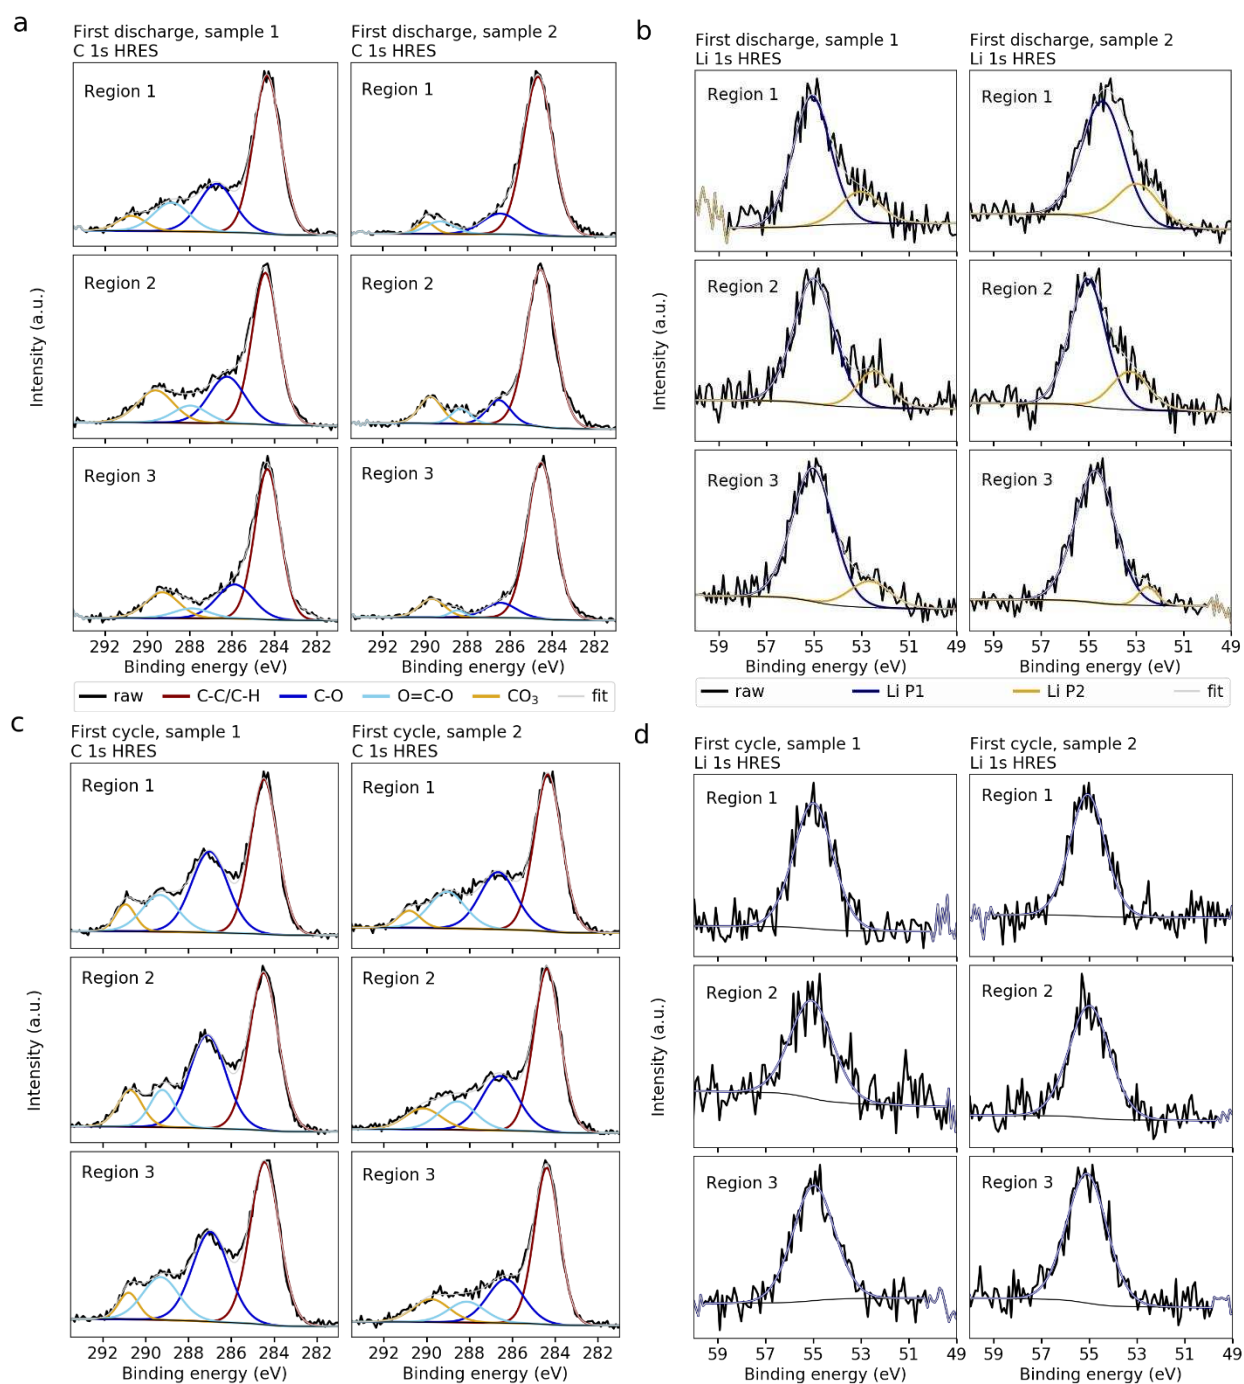 a
First discharge, sample 1
C 1s HRES
First discharge, sample 2
C 1s HRES
Region 1
Region 1
Region 2
Region 2
Region 3
Region 3
Intensity (a.u.)
292 290 288 286 284 282
292 290 288 286 284 282
Binding energy (eV)
Binding energy (eV)
raw C-C/C-H C-O O=C-O CO₃ fit
b
First discharge, sample 1
Li 1s HRES
First discharge, sample 2
Li 1s HRES
Region 1
Region 1
Region 2
Region 2
Region 3
Region 3
Intensity (a.u.)
59 57 55 53 51 49
59 57 55 53 51 49
Binding energy (eV)
Binding energy (eV)
raw Li P1 Li P2 fit
c
First cycle, sample 1
C 1s HRES
First cycle, sample 2
C 1s HRES
Region 1
Region 1
Region 2
Region 2
Region 3
Region 3
Intensity (a.u.)
292 290 288 286 284 282
292 290 288 286 284 282
Binding energy (eV)
Binding energy (eV)
d
First cycle, sample 1
Li 1s HRES
First cycle, sample 2
Li 1s HRES
Region 1
Region 1
Region 2
Region 2
Region 3
Region 3
Intensity (a.u.)
59 57 55 53 51 49
59 57 55 53 51 49
Binding energy (eV)
Binding energy (eV)